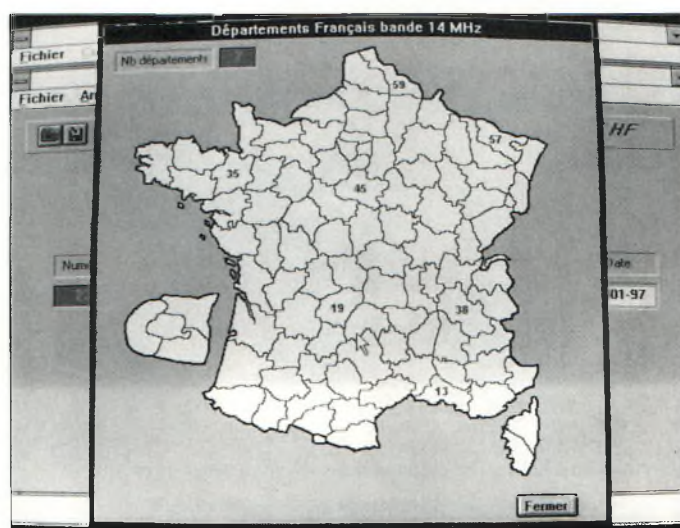 Départements Français bande 14 MHz
Fichier
Nb départements 7
Fichier
HF
59
57
35
45
Date
01-97
19
38
13
Fermer